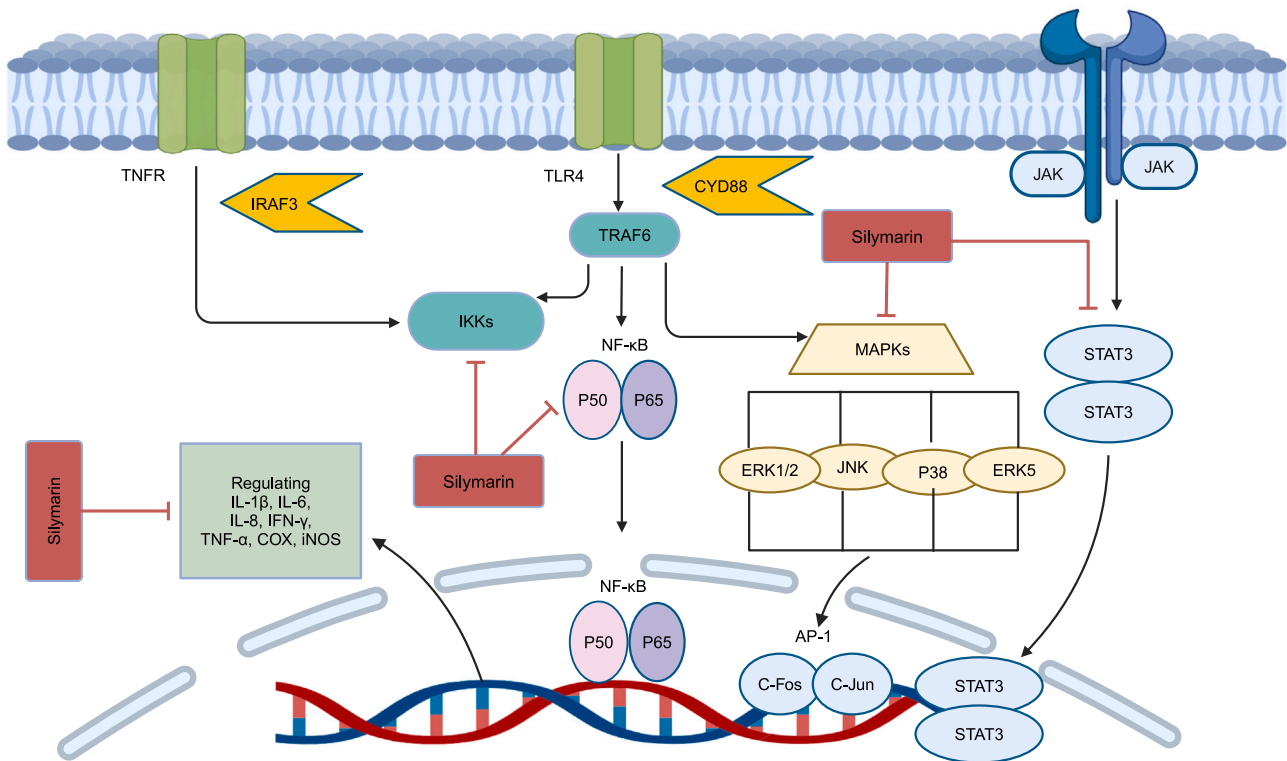 TNFR
IRAF3
TLR4
CYD88
JAK
JAK
TRAF6
Silymarin
IKKs
NF-κB
P50
P65
MAPKs
STAT3
STAT3
ERK1/2
JNK
P38
ERK5
Silymarin
Silymarin
Regulating
IL-1β, IL-6,
IL-8, IFN-γ,
TNF-α, COX, iNOS
NF-κB
P50
P65
AP-1
C-Fos
C-Jun
STAT3
STAT3